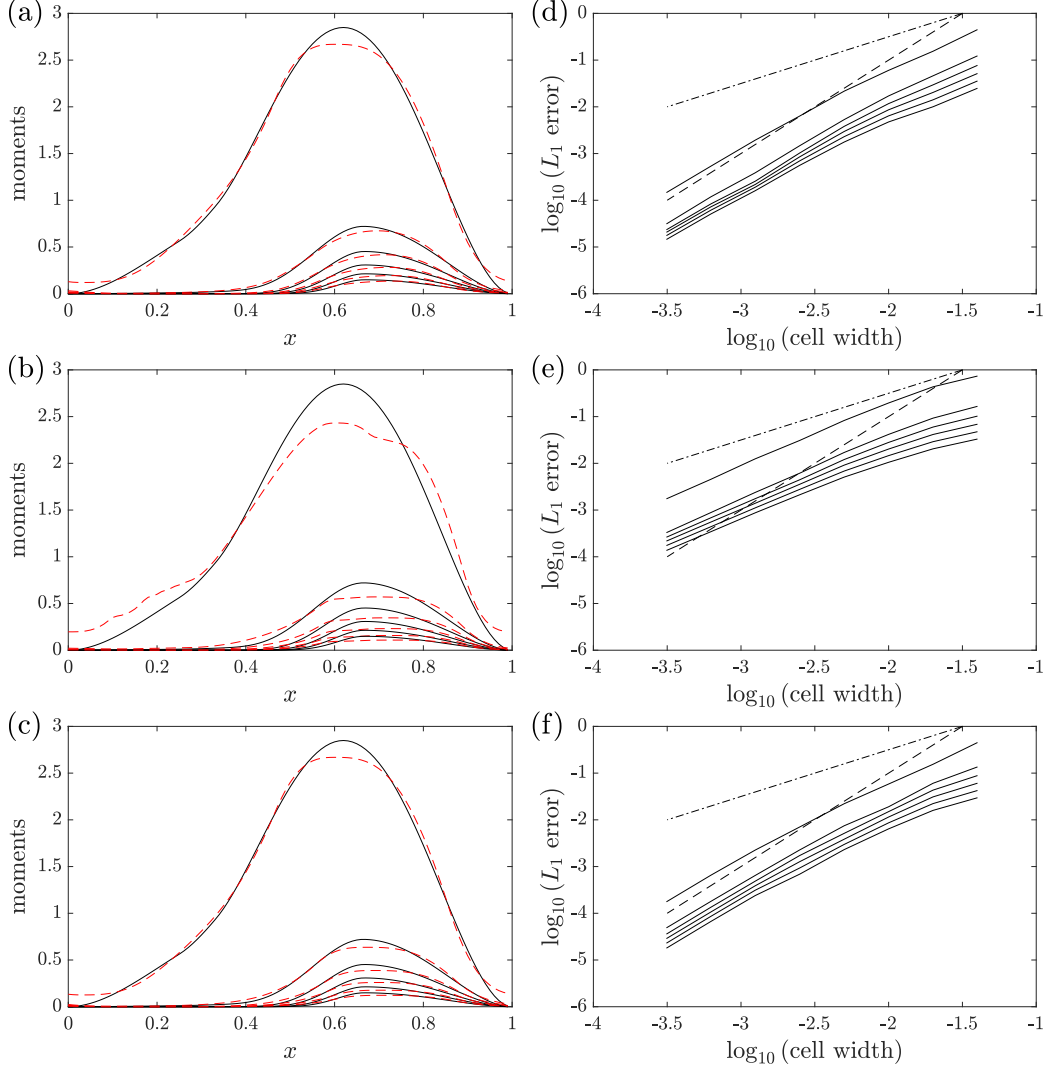 (a)
3
2.5
2
1.5
1
0.5
0
moments
0 0.2 0.4 0.6 0.8 1
x
(d)
0
-1
-2
-3
-4
-5
-6
log₁₀(L₁ error)
-4 -3.5 -3 -2.5 -2 -1.5 -1
log₁₀(cell width)
(b)
3
2.5
2
1.5
1
0.5
0
moments
0 0.2 0.4 0.6 0.8 1
x
(e)
0
-1
-2
-3
-4
-5
-6
log₁₀(L₁ error)
-4 -3.5 -3 -2.5 -2 -1.5 -1
log₁₀(cell width)
(c)
3
2.5
2
1.5
1
0.5
0
moments
0 0.2 0.4 0.6 0.8 1
x
(f)
0
-1
-2
-3
-4
-5
-6
log₁₀(L₁ error)
-4 -3.5 -3 -2.5 -2 -1.5 -1
log₁₀(cell width)